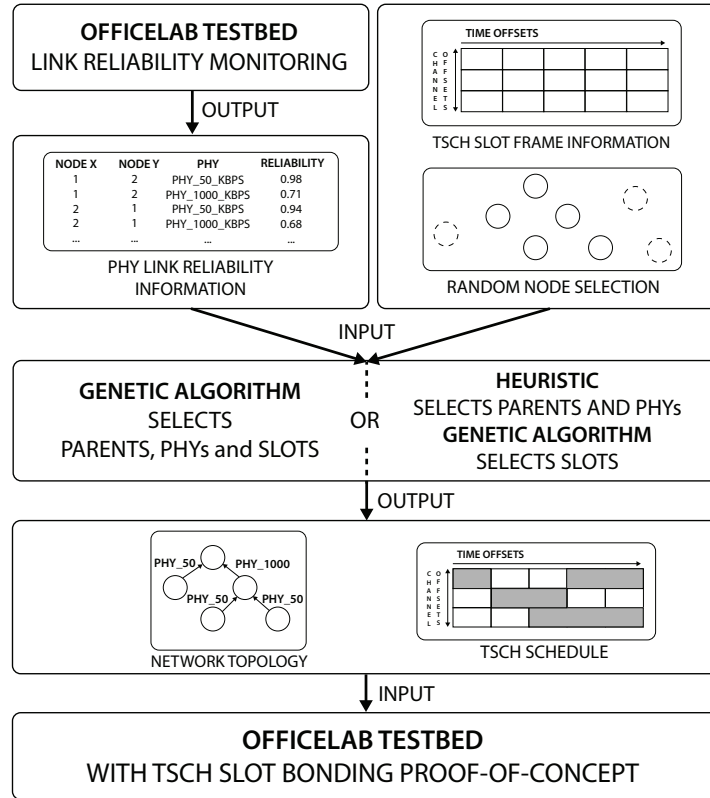 OFFICELAB TESTBED
LINK RELIABILITY MONITORING
OUTPUT
NODE X NODE Y PHY RELIABILITY
1 2 PHY_50_KBPS 0.98
1 2 PHY_1000_KBPS 0.71
2 1 PHY_50_KBPS 0.94
2 1 PHY_1000_KBPS 0.68
... ... ... ...
PHY LINK RELIABILITY
INFORMATION
TIME OFFSETS
CHANNEL
OFFSETS
TSCH SLOT FRAME INFORMATION
RANDOM NODE SELECTION
INPUT
GENETIC ALGORITHM
SELECTS
PARENTS, PHYs and SLOTS
OR
HEURISTIC
SELECTS PARENTS AND PHYs
GENETIC ALGORITHM
SELECTS SLOTS
OUTPUT
PHY_50 PHY_1000
PHY_50 PHY_50
NETWORK TOPOLOGY
TIME OFFSETS
CHANNEL
OFFSETS
TSCH SCHEDULE
INPUT
OFFICELAB TESTBED
WITH TSCH SLOT BONDING PROOF-OF-CONCEPT